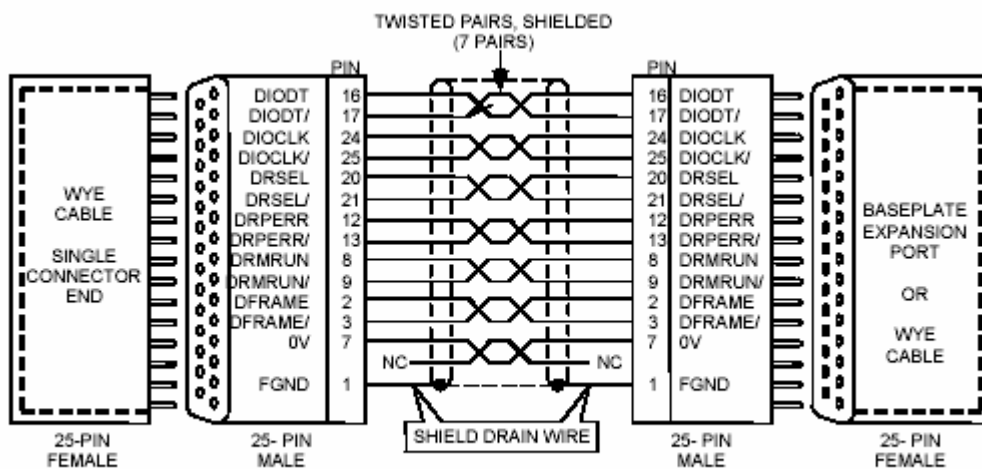 TWISTED PAIRS, SHIELDED
(7 PAIRS)
PIN
PIN
DIODT 16 16 DIODT
DIODT/ 17 17 DIODT/
DIOCLK 24 24 DIOCLK
DIOCLK/ 25 25 DIOCLK/
DRSEL 20 20 DRSEL
DRSEL/ 21 21 DRSEL/
DRPERR 12 12 DRPERR
DRPERR/ 13 13 DRPERR/
DRMRUN 8 8 DRMRUN
DRMRUN/ 9 9 DRMRUN/
DFRAME 2 2 DFRAME
DFRAME/ 3 3 DFRAME/
0V 7 7 0V
NC NC
FGND 1 1 FGND
WYE
CABLE
SINGLE
CONNECTOR
END
BASEPLATE
EXPANSION
PORT
OR
WYE
CABLE
SHIELD DRAIN WIRE
25-PIN
FEMALE
25- PIN
MALE
25- PIN
MALE
25- PIN
FEMALE